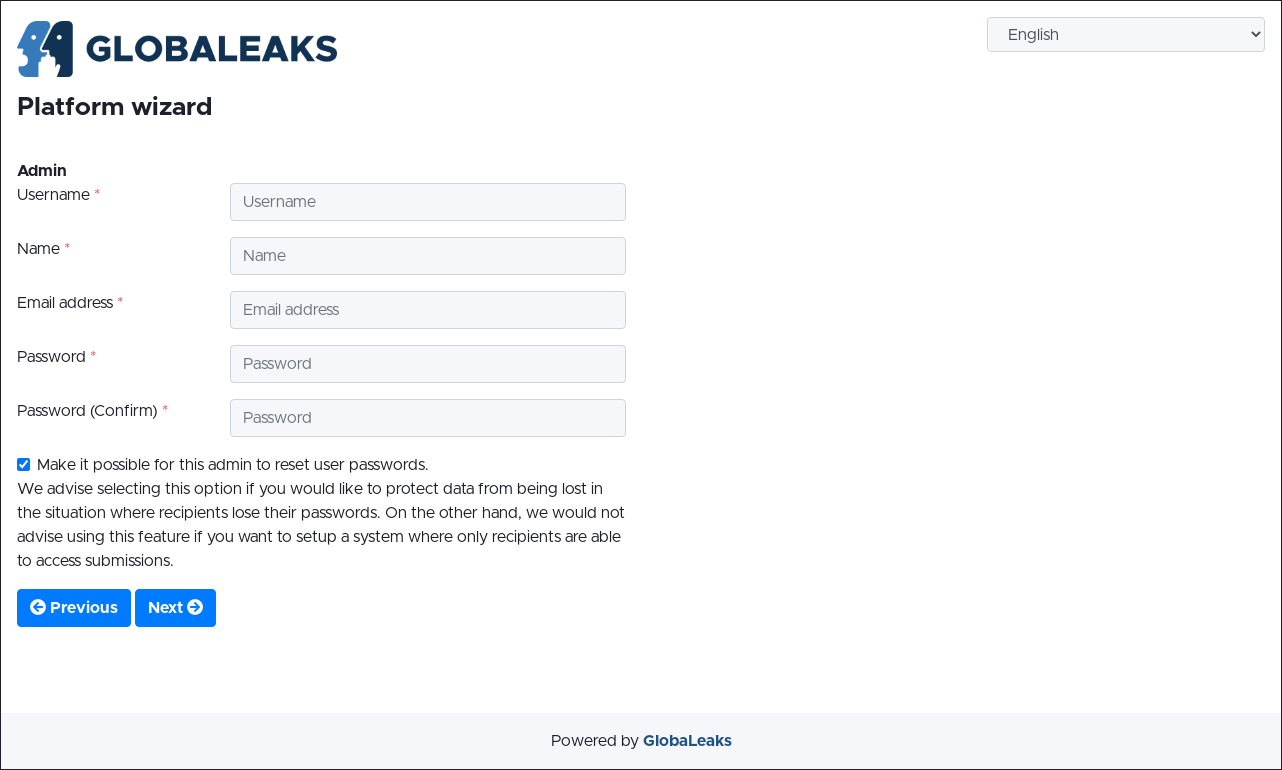 GLOBALEAKS
English
Platform wizard
Admin
Username *
Username
Name *
Name
Email address *
Email address
Password *
Password
Password (Confirm) *
Password
Make it possible for this admin to reset user passwords.
We advise selecting this option if you would like to protect data from being lost in
the situation where recipients lose their passwords. On the other hand, we would not
advise using this feature if you want to setup a system where only recipients are able
to access submissions.
Previous
Next
Powered by GlobaLeaks